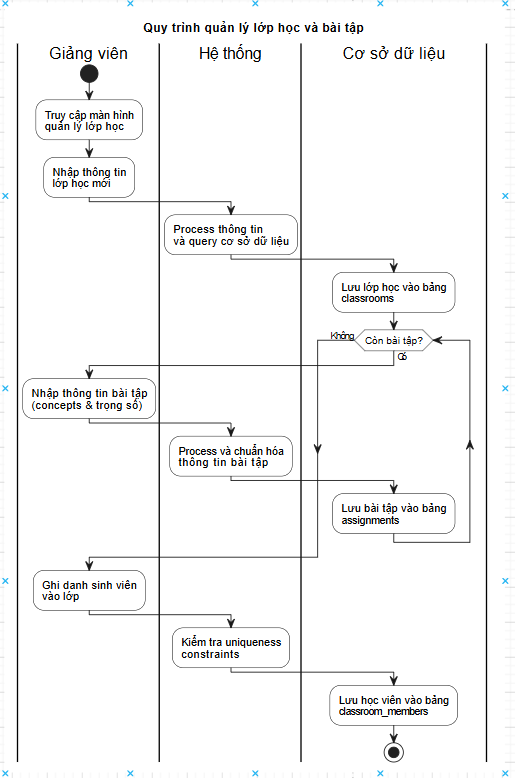 Quy trình quản lý lớp học và bài tập
Giảng viên
Hệ thống
Cơ sở dữ liệu
Truy cập màn hình
quản lý lớp học
Nhập thông tin
lớp học mới
Process thông tin
và query cơ sở dữ liệu
Lưu lớp học vào bảng
classrooms
Không
Còn bài tập?
Có
Nhập thông tin bài tập
(concepts & trọng số)
Process và chuẩn hóa
thông tin bài tập
Lưu bài tập vào bảng
assignments
Ghi danh sinh viên
vào lớp
Kiểm tra uniqueness
constraints
Lưu học viên vào bảng
classroom_members